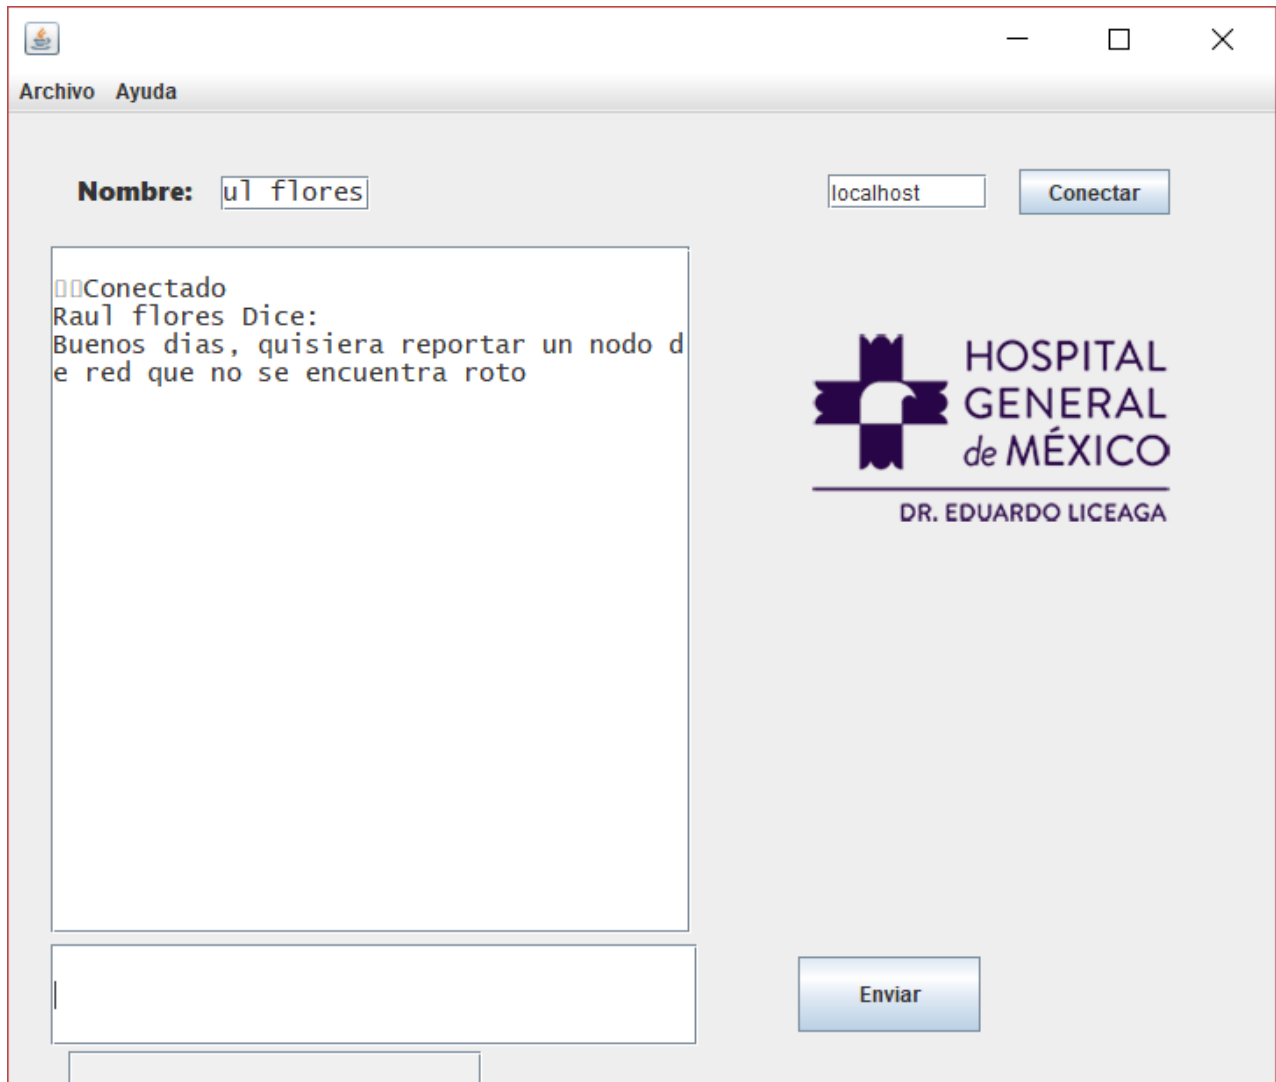 Archivo Ayuda
Nombre: ul flores localhost Conectar
Conectado
Raul flores Dice:
Buenos dias, quisiera reportar un nodo d
e red que no se encuentra roto
HOSPITAL
GENERAL
de MÉXICO
DR. EDUARDO LICEAGA
Enviar